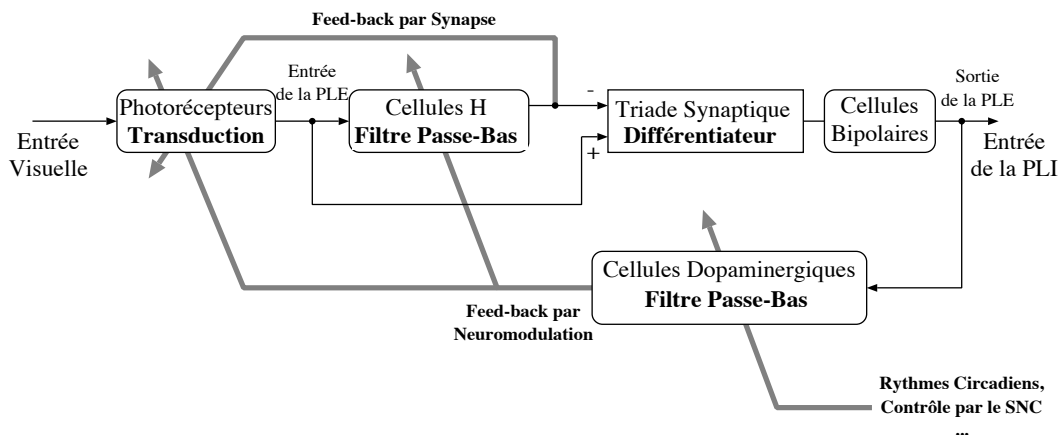 Feed-back par Synapse
Entrée
de la PLE
Sortie
de la PLE
Photorécepteurs
Transduction
Cellules H
Filtre Passe-Bas
-
+
Triade Synaptique
Différentiateur
Cellules
Bipolaires
Entrée
Visuelle
Entrée
de la PLI
Cellules Dopaminergiques
Filtre Passe-Bas
Feed-back par
Neuromodulation
Rythmes Circadiens,
Contrôle par le SNC
...